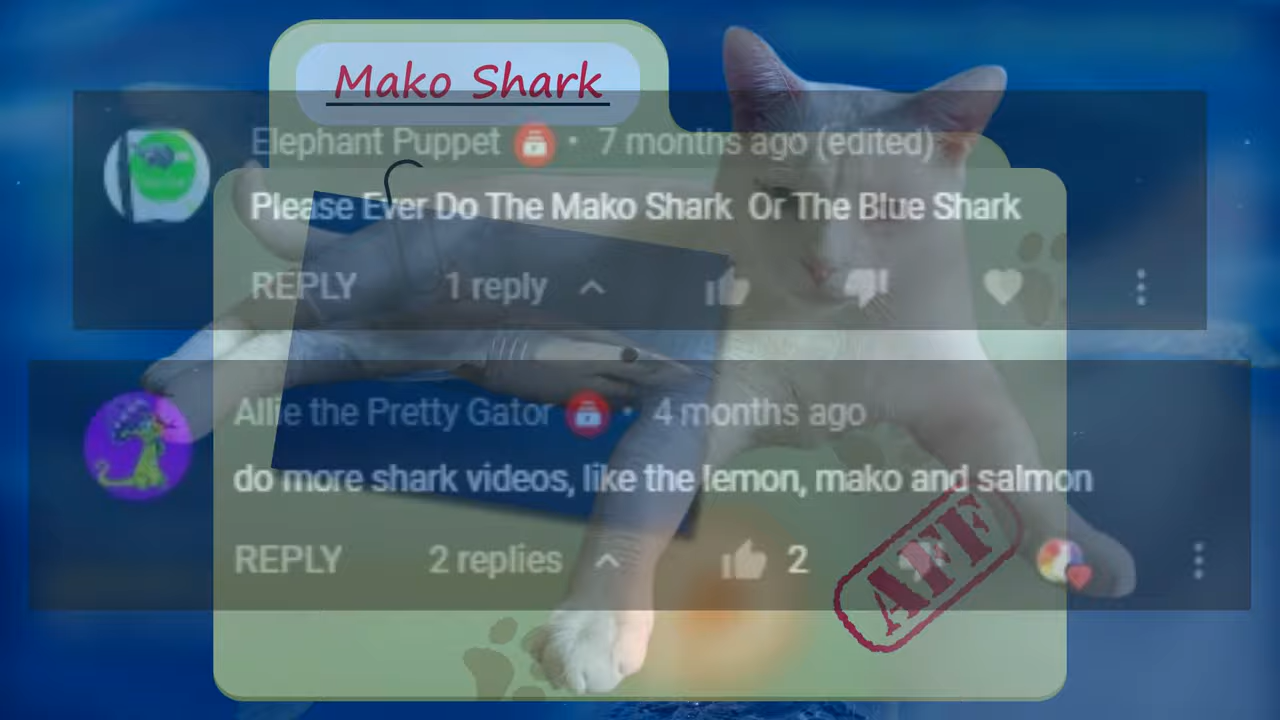 Mako Shark
Elephant Puppet • 7 months ago (edited)
Please Ever Do The Mako Shark Or The Blue Shark
REPLY 1 reply
Allie the Pretty Gator • 4 months ago
do more shark videos, like the lemon, mako and salmon
REPLY 2 replies 2
AFF